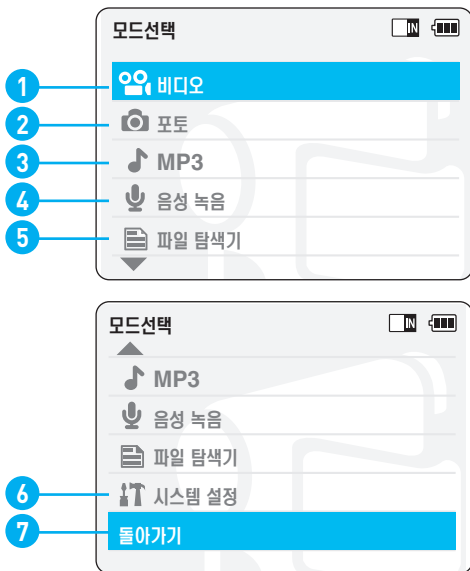 모드선택 IN
1 비디오
2 포토
3 MP3
4 음성 녹음
5 파일 탐색기
모드선택 IN
MP3
음성 녹음
파일 탐색기
6 시스템 설정
7 돌아가기